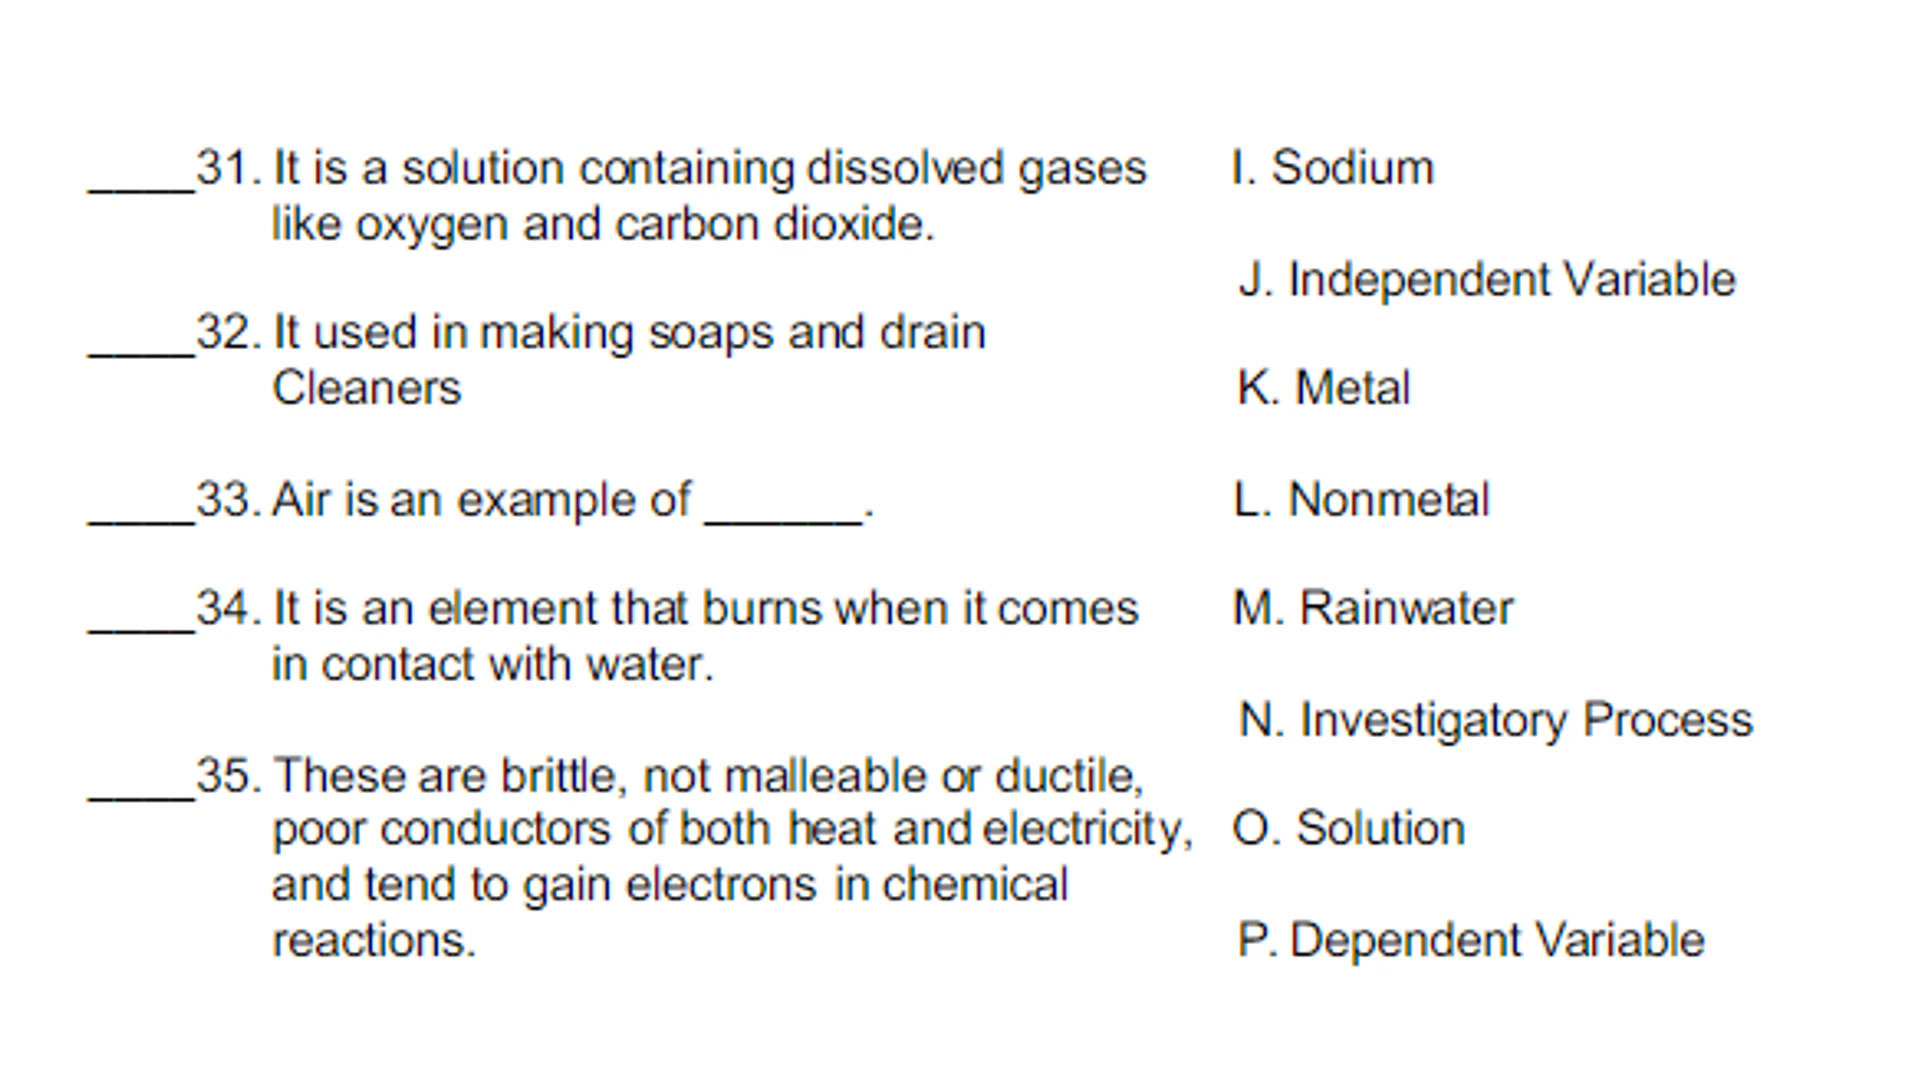 ____31. It is a solution containing dissolved gases I. Sodium
like oxygen and carbon dioxide.
J. Independent Variable
____32. It used in making soaps and drain
Cleaners K. Metal
____33. Air is an example of ______. L. Nonmetal
____34. It is an element that burns when it comes M. Rainwater
in contact with water.
N. Investigatory Process
____35. These are brittle, not malleable or ductile,
poor conductors of both heat and electricity, O. Solution
and tend to gain electrons in chemical
reactions. P. Dependent Variable